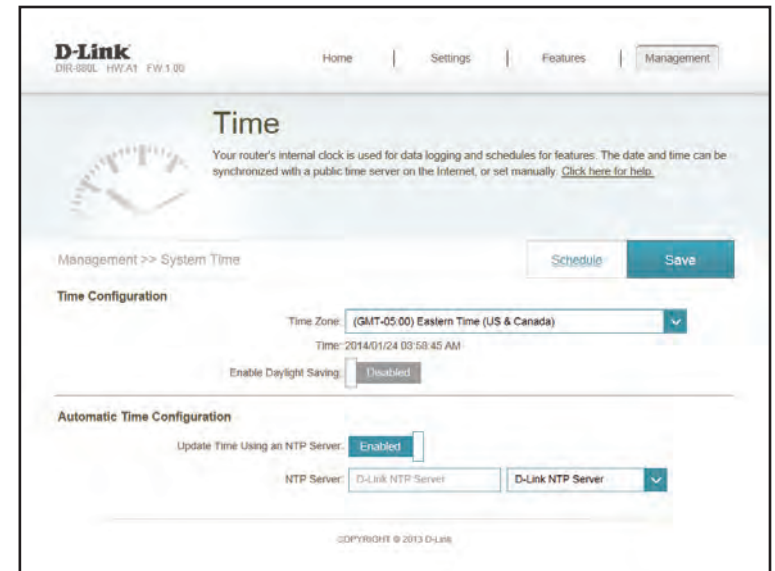 D-Link
DIR-880L HW:A1 FW:1.00
Home | Settings | Features | Management
Time
Your router's internal clock is used for data logging and schedules for features. The date and time can be
synchronized with a public time server on the Internet, or set manually. Click here for help.
Management >> System Time
Schedule
Save
Time Configuration
Time Zone: (GMT-05:00) Eastern Time (US & Canada)
Time: 2014/01/24 03:58:45 AM
Enable Daylight Saving: Disabled
Automatic Time Configuration
Update Time Using an NTP Server: Enabled
NTP Server: D-Link NTP Server D-Link NTP Server
COPYRIGHT © 2013 D-Link